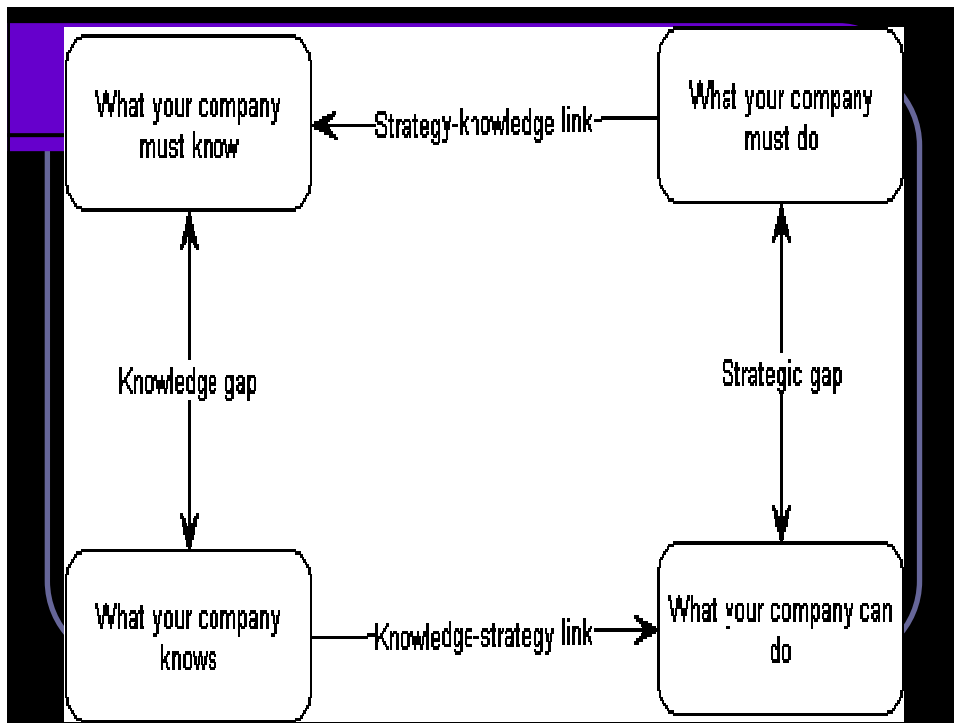 What your company
must know
Strategy-knowledge link
What your company
must do
Knowledge gap
Strategic gap
What your company
knows
Knowledge-strategy link
What your company can
do